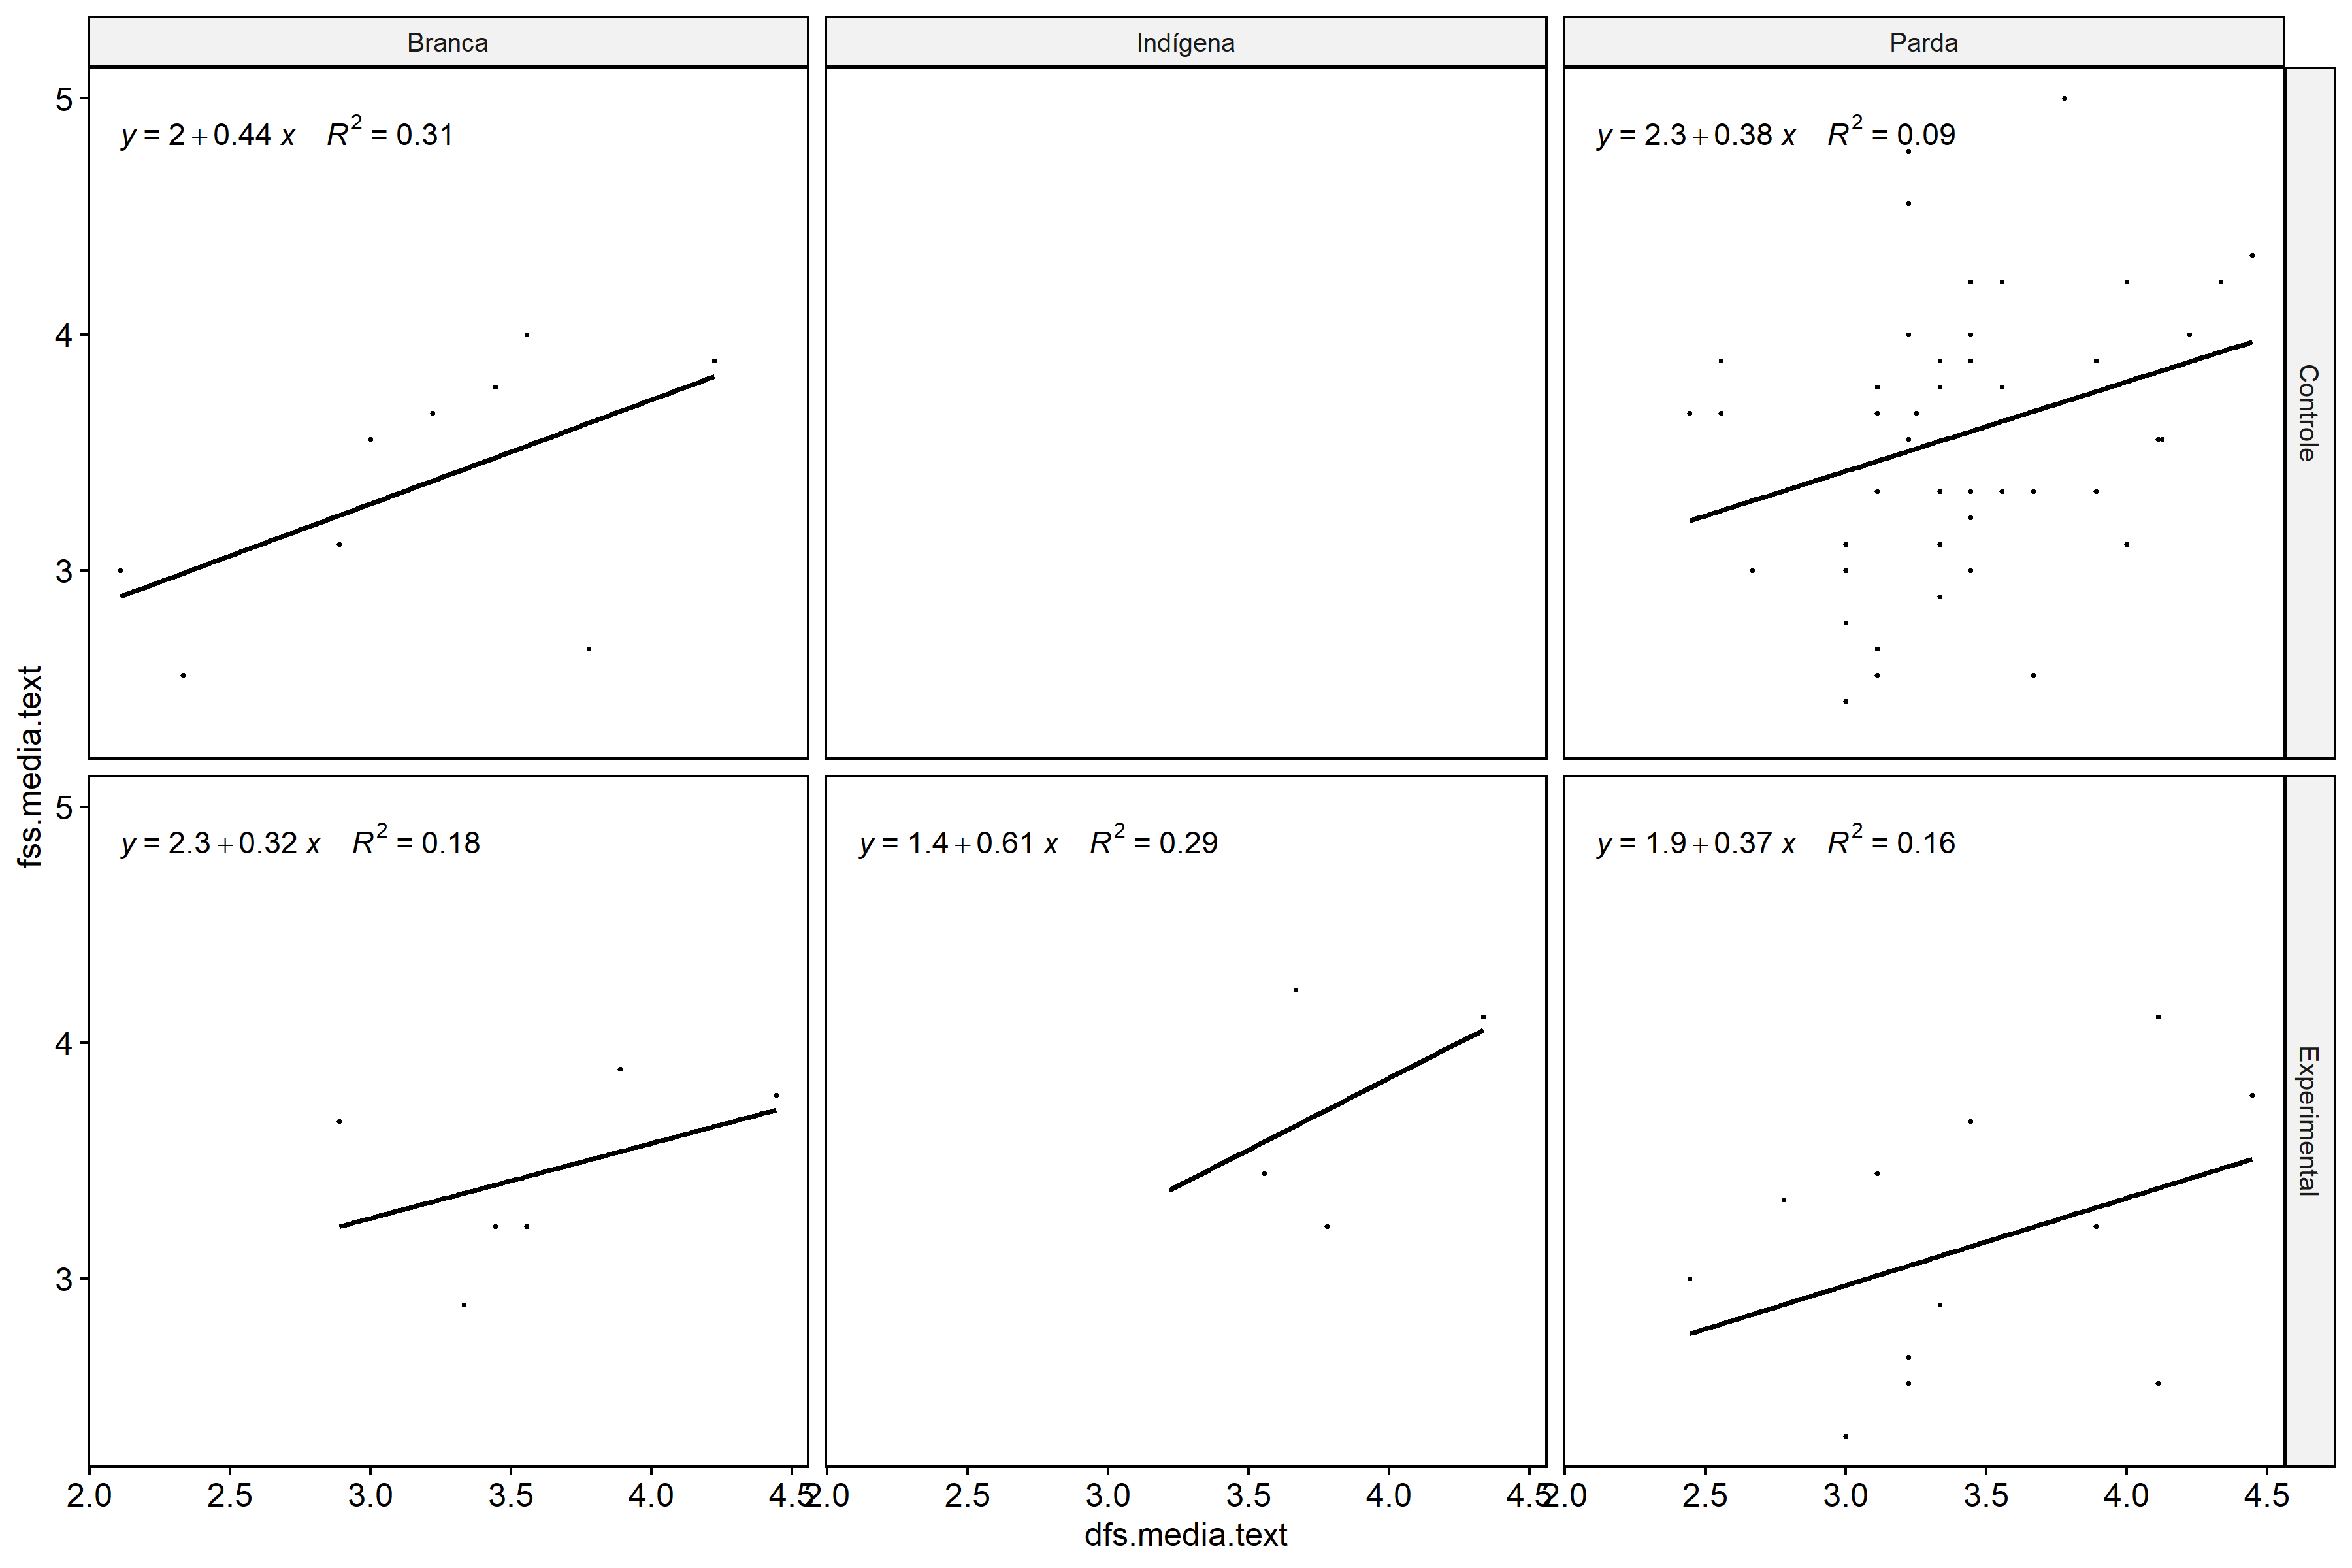 Branca
Indígena
Parda
5
4
3
y = 2 + 0.44 x R2 = 0.31
y = 2.3 + 0.38 x R2 = 0.09
Controle
fss.media.text
5
4
3
y = 2.3 + 0.32 x R2 = 0.18
y = 1.4 + 0.61 x R2 = 0.29
y = 1.9 + 0.37 x R2 = 0.16
Experimental
2.0 2.5 3.0 3.5 4.0 4.5
2.0 2.5 3.0 3.5 4.0 4.5
2.0 2.5 3.0 3.5 4.0 4.5
dfs.media.text